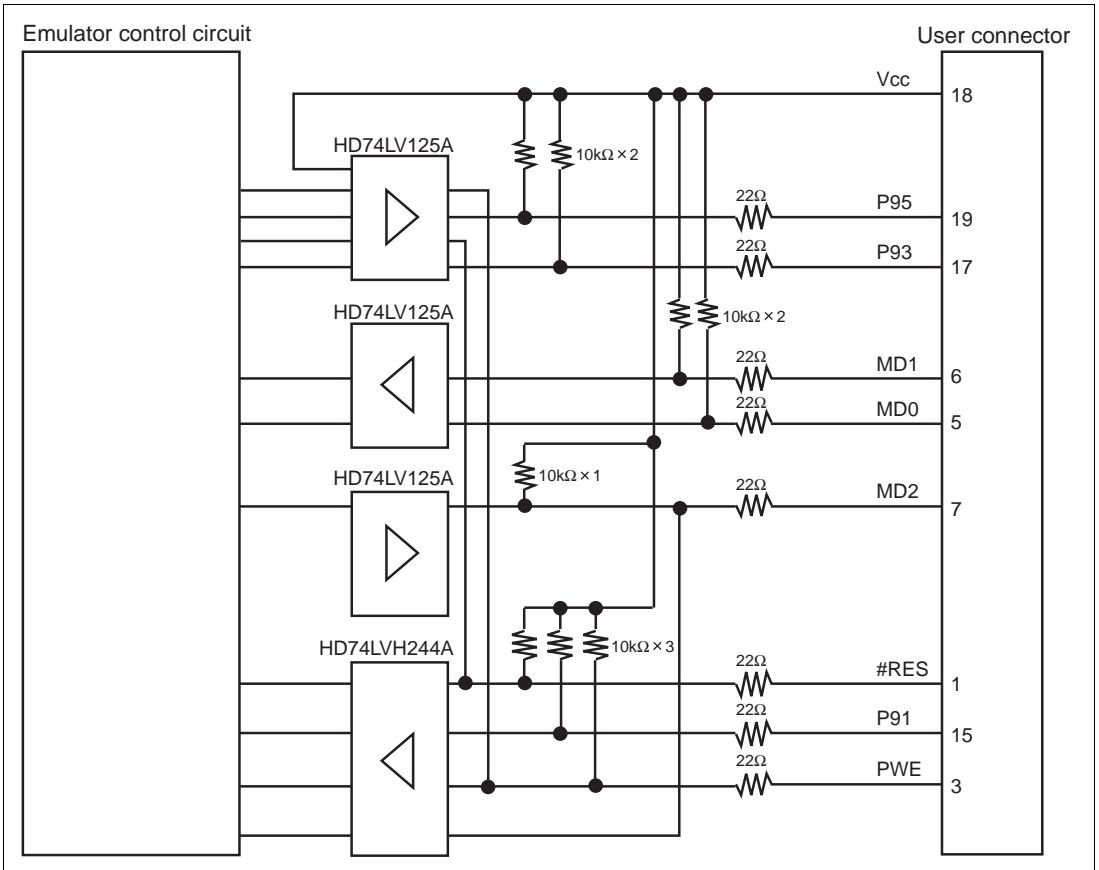 Emulator control circuit
User connector
Vcc
18
HD74LV125A
10kΩ×2
22Ω
P95
19
22Ω
P93
17
HD74LV125A
10kΩ×2
22Ω
MD1
6
22Ω
MD0
5
10kΩ×1
HD74LV125A
22Ω
MD2
7
HD74LVH244A
10kΩ×3
22Ω
#RES
1
22Ω
P91
15
22Ω
PWE
3